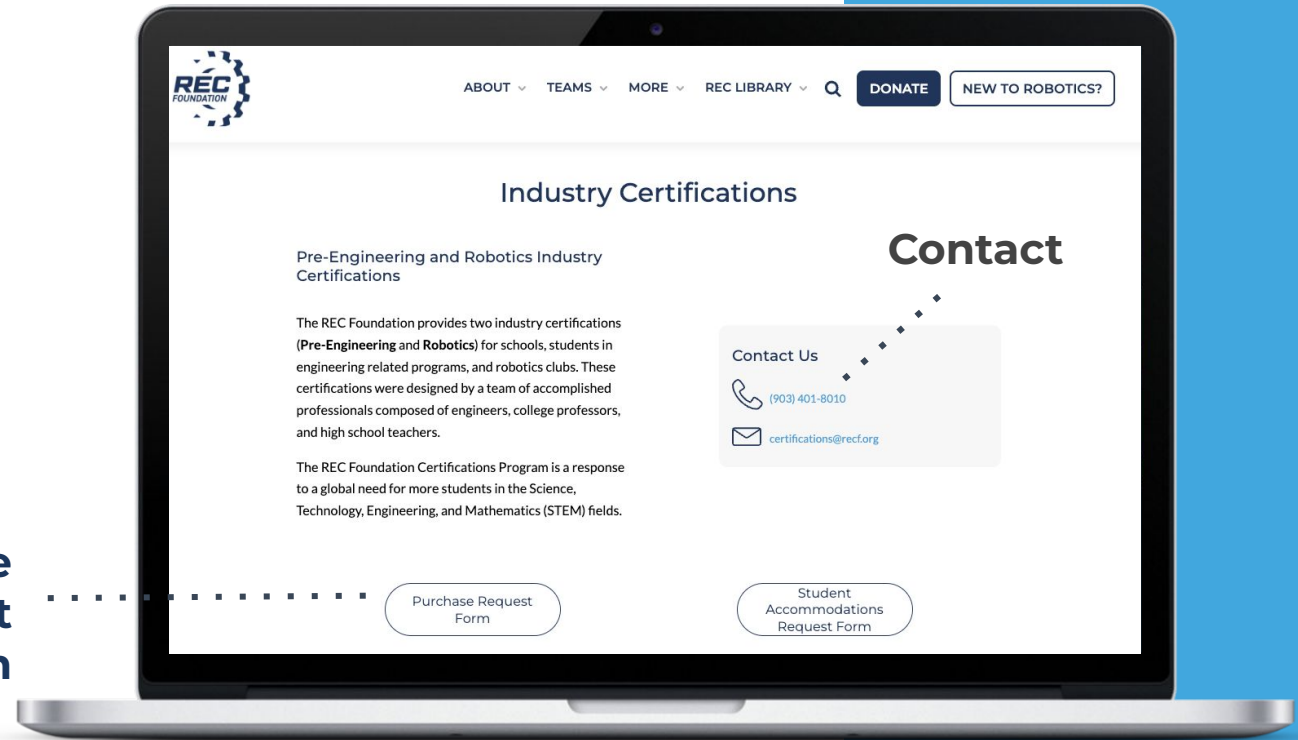 REC
FOUNDATION
ABOUT TEAMS MORE REC LIBRARY DONATE NEW TO ROBOTICS?
Industry Certifications
Contact
Pre-Engineering and Robotics Industry
Certifications
The REC Foundation provides two industry certifications
(Pre-Engineering and Robotics) for schools, students in
engineering related programs, and robotics clubs. These
certifications were designed by a team of accomplished
professionals composed of engineers, college professors,
and high school teachers.
The REC Foundation Certifications Program is a response
to a global need for more students in the Science,
Technology, Engineering, and Mathematics (STEM) fields.
Contact Us
(903) 401-8010
certifications@recf.org
e
t
n
Purchase Request
Form
Student
Accommodations
Request Form